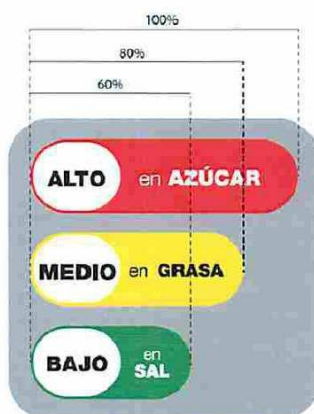 100%
80%
60%
ALTO en AZÚCAR
MEDIO en GRASA
BAJO en
SAL